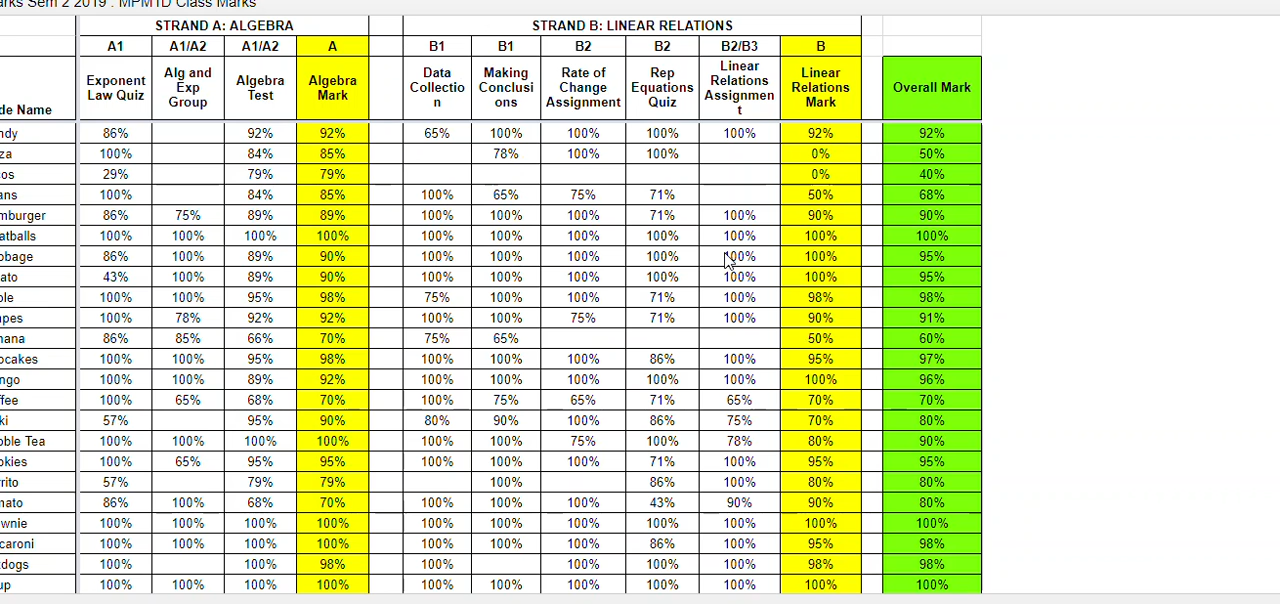 arks Sem 2 2019 : MPM1D Class Marks
STRAND A: ALGEBRA STRAND B: LINEAR RELATIONS
A1 A1/A2 A1/A2 A B1 B1 B2 B2 B2/B3 B
de Name Exponent Law Quiz Alg and Exp Group Algebra Test Algebra Mark Data Collectio n Making Conclusi ons Rate of Change Assignment Rep Equations Quiz Linear Relations Assignmen t Linear Relations Mark Overall Mark
ndy 86% 92% 92% 65% 100% 100% 100% 100% 92% 92%
za 100% 84% 85% 78% 100% 100% 0% 50%
os 29% 79% 79% 0% 40%
ans 100% 84% 85% 100% 65% 75% 71% 50% 68%
mburger 86% 75% 89% 89% 100% 100% 100% 71% 100% 90% 90%
atballs 100% 100% 100% 100% 100% 100% 100% 100% 100% 100% 100%
bbage 86% 100% 89% 90% 100% 100% 100% 100% 100% 100% 95%
ato 43% 100% 89% 90% 100% 100% 100% 100% 100% 100% 95%
ple 100% 100% 95% 98% 75% 100% 100% 71% 100% 98% 98%
apes 100% 78% 92% 92% 100% 100% 75% 71% 100% 90% 91%
nana 86% 85% 66% 70% 75% 65% 50% 60%
pcakes 100% 100% 95% 98% 100% 100% 100% 86% 100% 95% 97%
ngo 100% 100% 89% 92% 100% 100% 100% 100% 100% 100% 96%
ffee 100% 65% 68% 70% 100% 75% 65% 71% 65% 70% 70%
ki 57% 95% 90% 80% 90% 86% 75% 70% 80%
bble Tea 100% 100% 100% 100% 100% 100% 75% 100% 78% 80% 90%
okies 100% 65% 95% 95% 100% 100% 100% 71% 100% 95% 95%
rrito 57% 79% 79% 100% 86% 100% 80% 80%
mato 86% 100% 68% 70% 100% 100% 100% 43% 90% 90% 80%
wnie 100% 100% 100% 100% 100% 100% 100% 100% 100% 100% 100%
caroni 100% 100% 100% 100% 100% 100% 100% 86% 100% 95% 98%
dogs 100% 100% 98% 100% 100% 100% 100% 98% 98%
up 100% 100% 100% 100% 100% 100% 100% 100% 100% 100% 100%